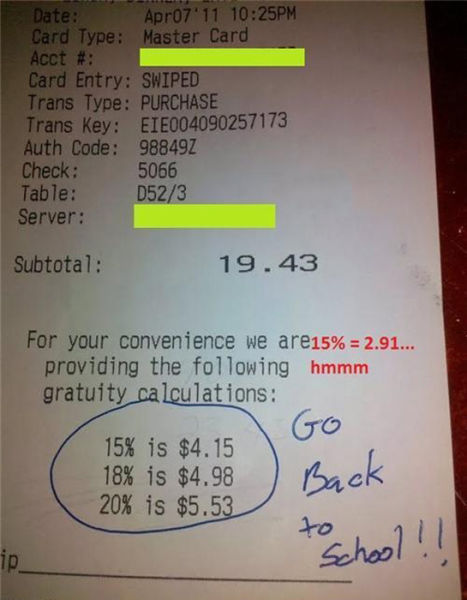 Date: Apr07'11 10:25PM
Card Type: Master Card
Acct #:
Card Entry: SWIPED
Trans Type: PURCHASE
Trans Key: EIE004090257173
Auth Code: 98849Z
Check: 5066
Table: D52/3
Server:
Subtotal: 19.43
For your convenience we are 15% = 2.91...
providing the following hmmm
gratuity calculations:
15% is $4.15
18% is $4.98
20% is $5.53
Go
Back
to
School!!
ip